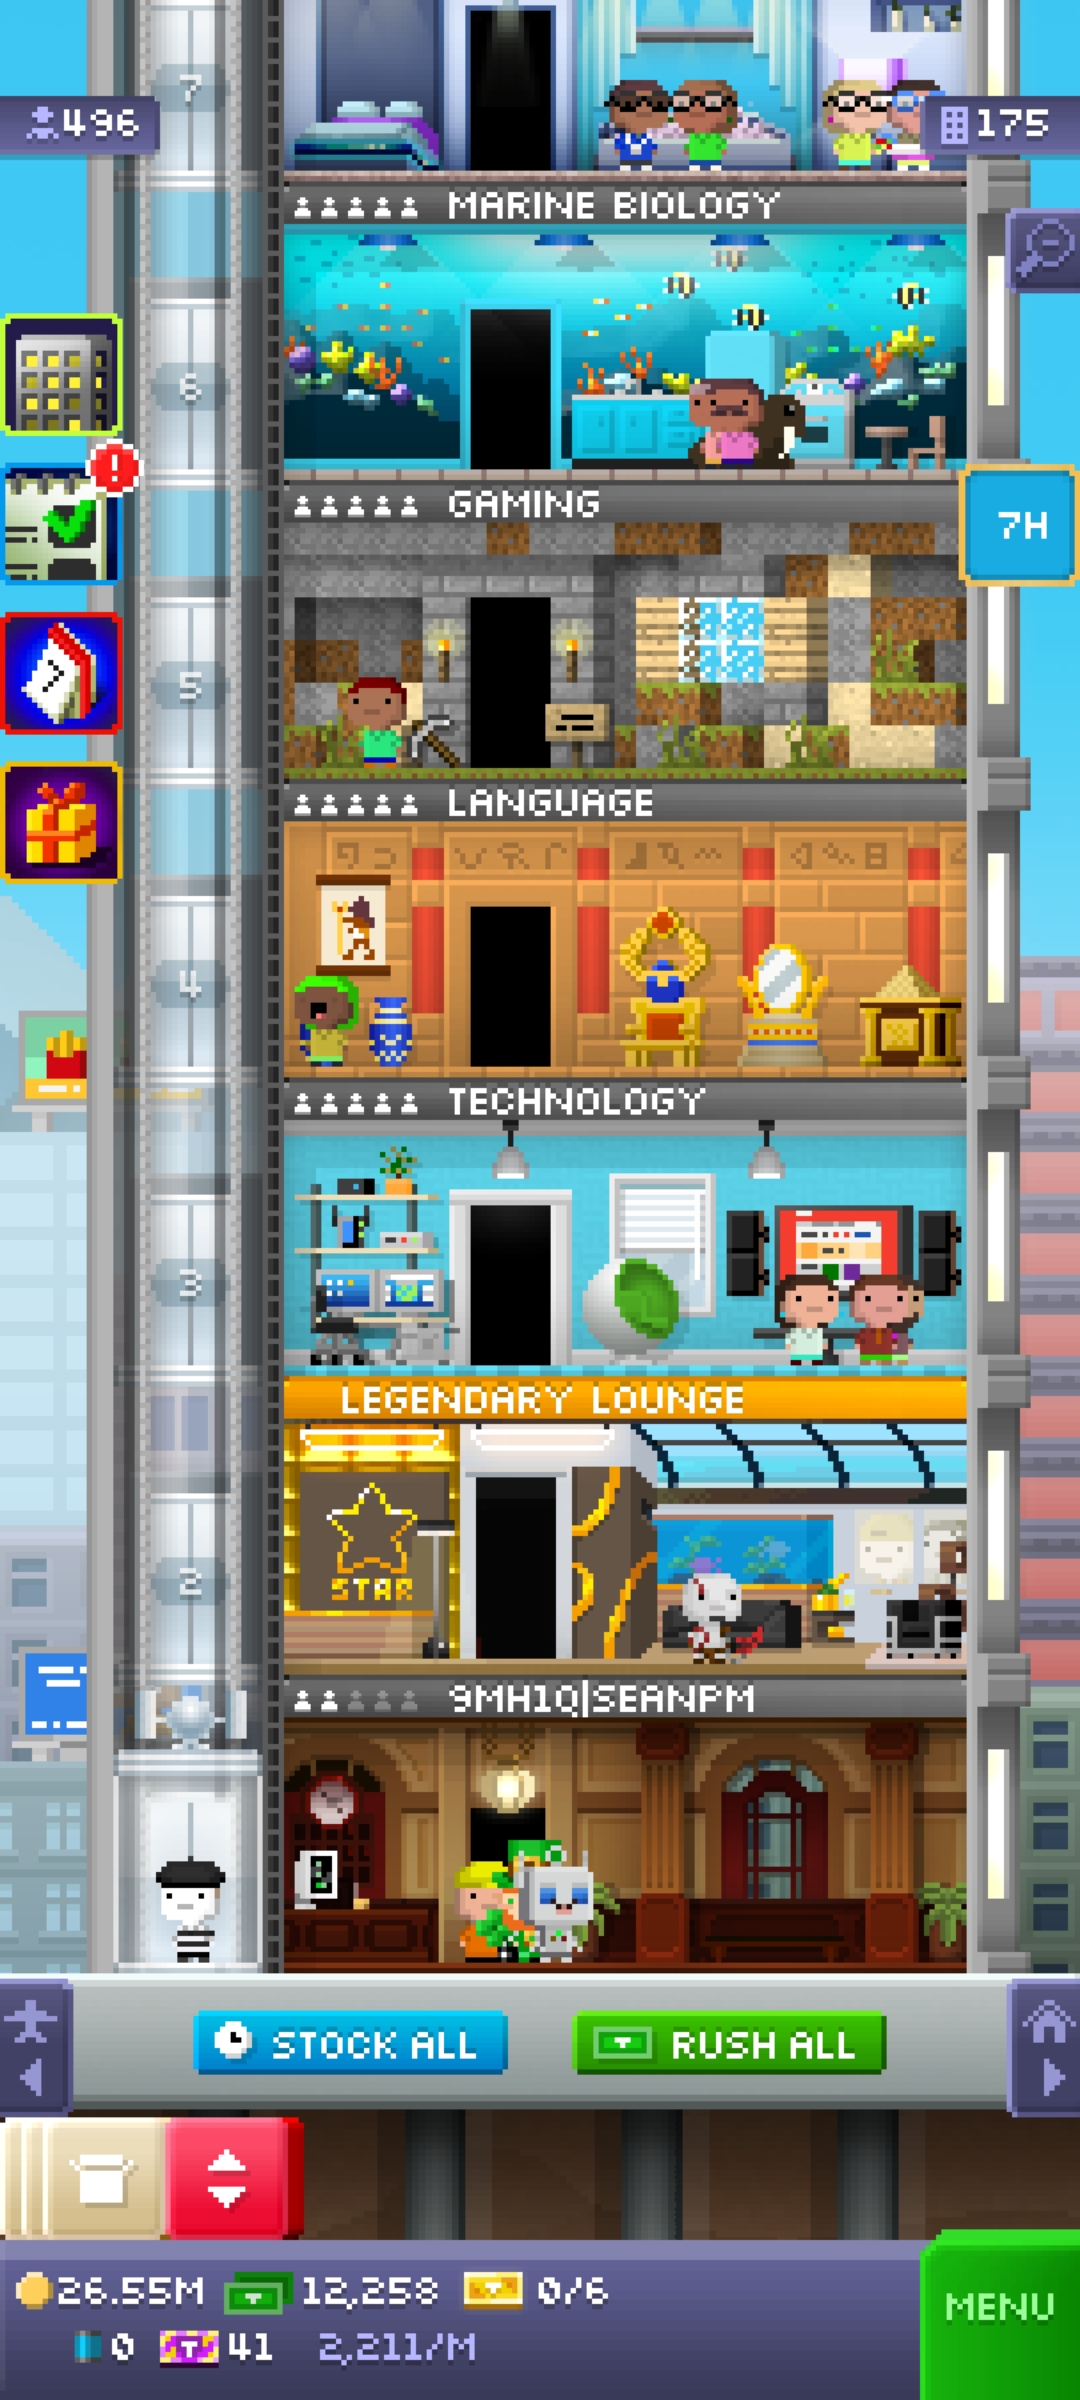 7
496
175
MARINE BIOLOGY
6
GAMING
7H
5
LANGUAGE
4
TECHNOLOGY
3
LEGENDARY LOUNGE
STAR
2
9MH1Q|SEANPM
STOCK ALL
RUSH ALL
26.55M
12,258
0/6
MENU
0
41
2,211/M